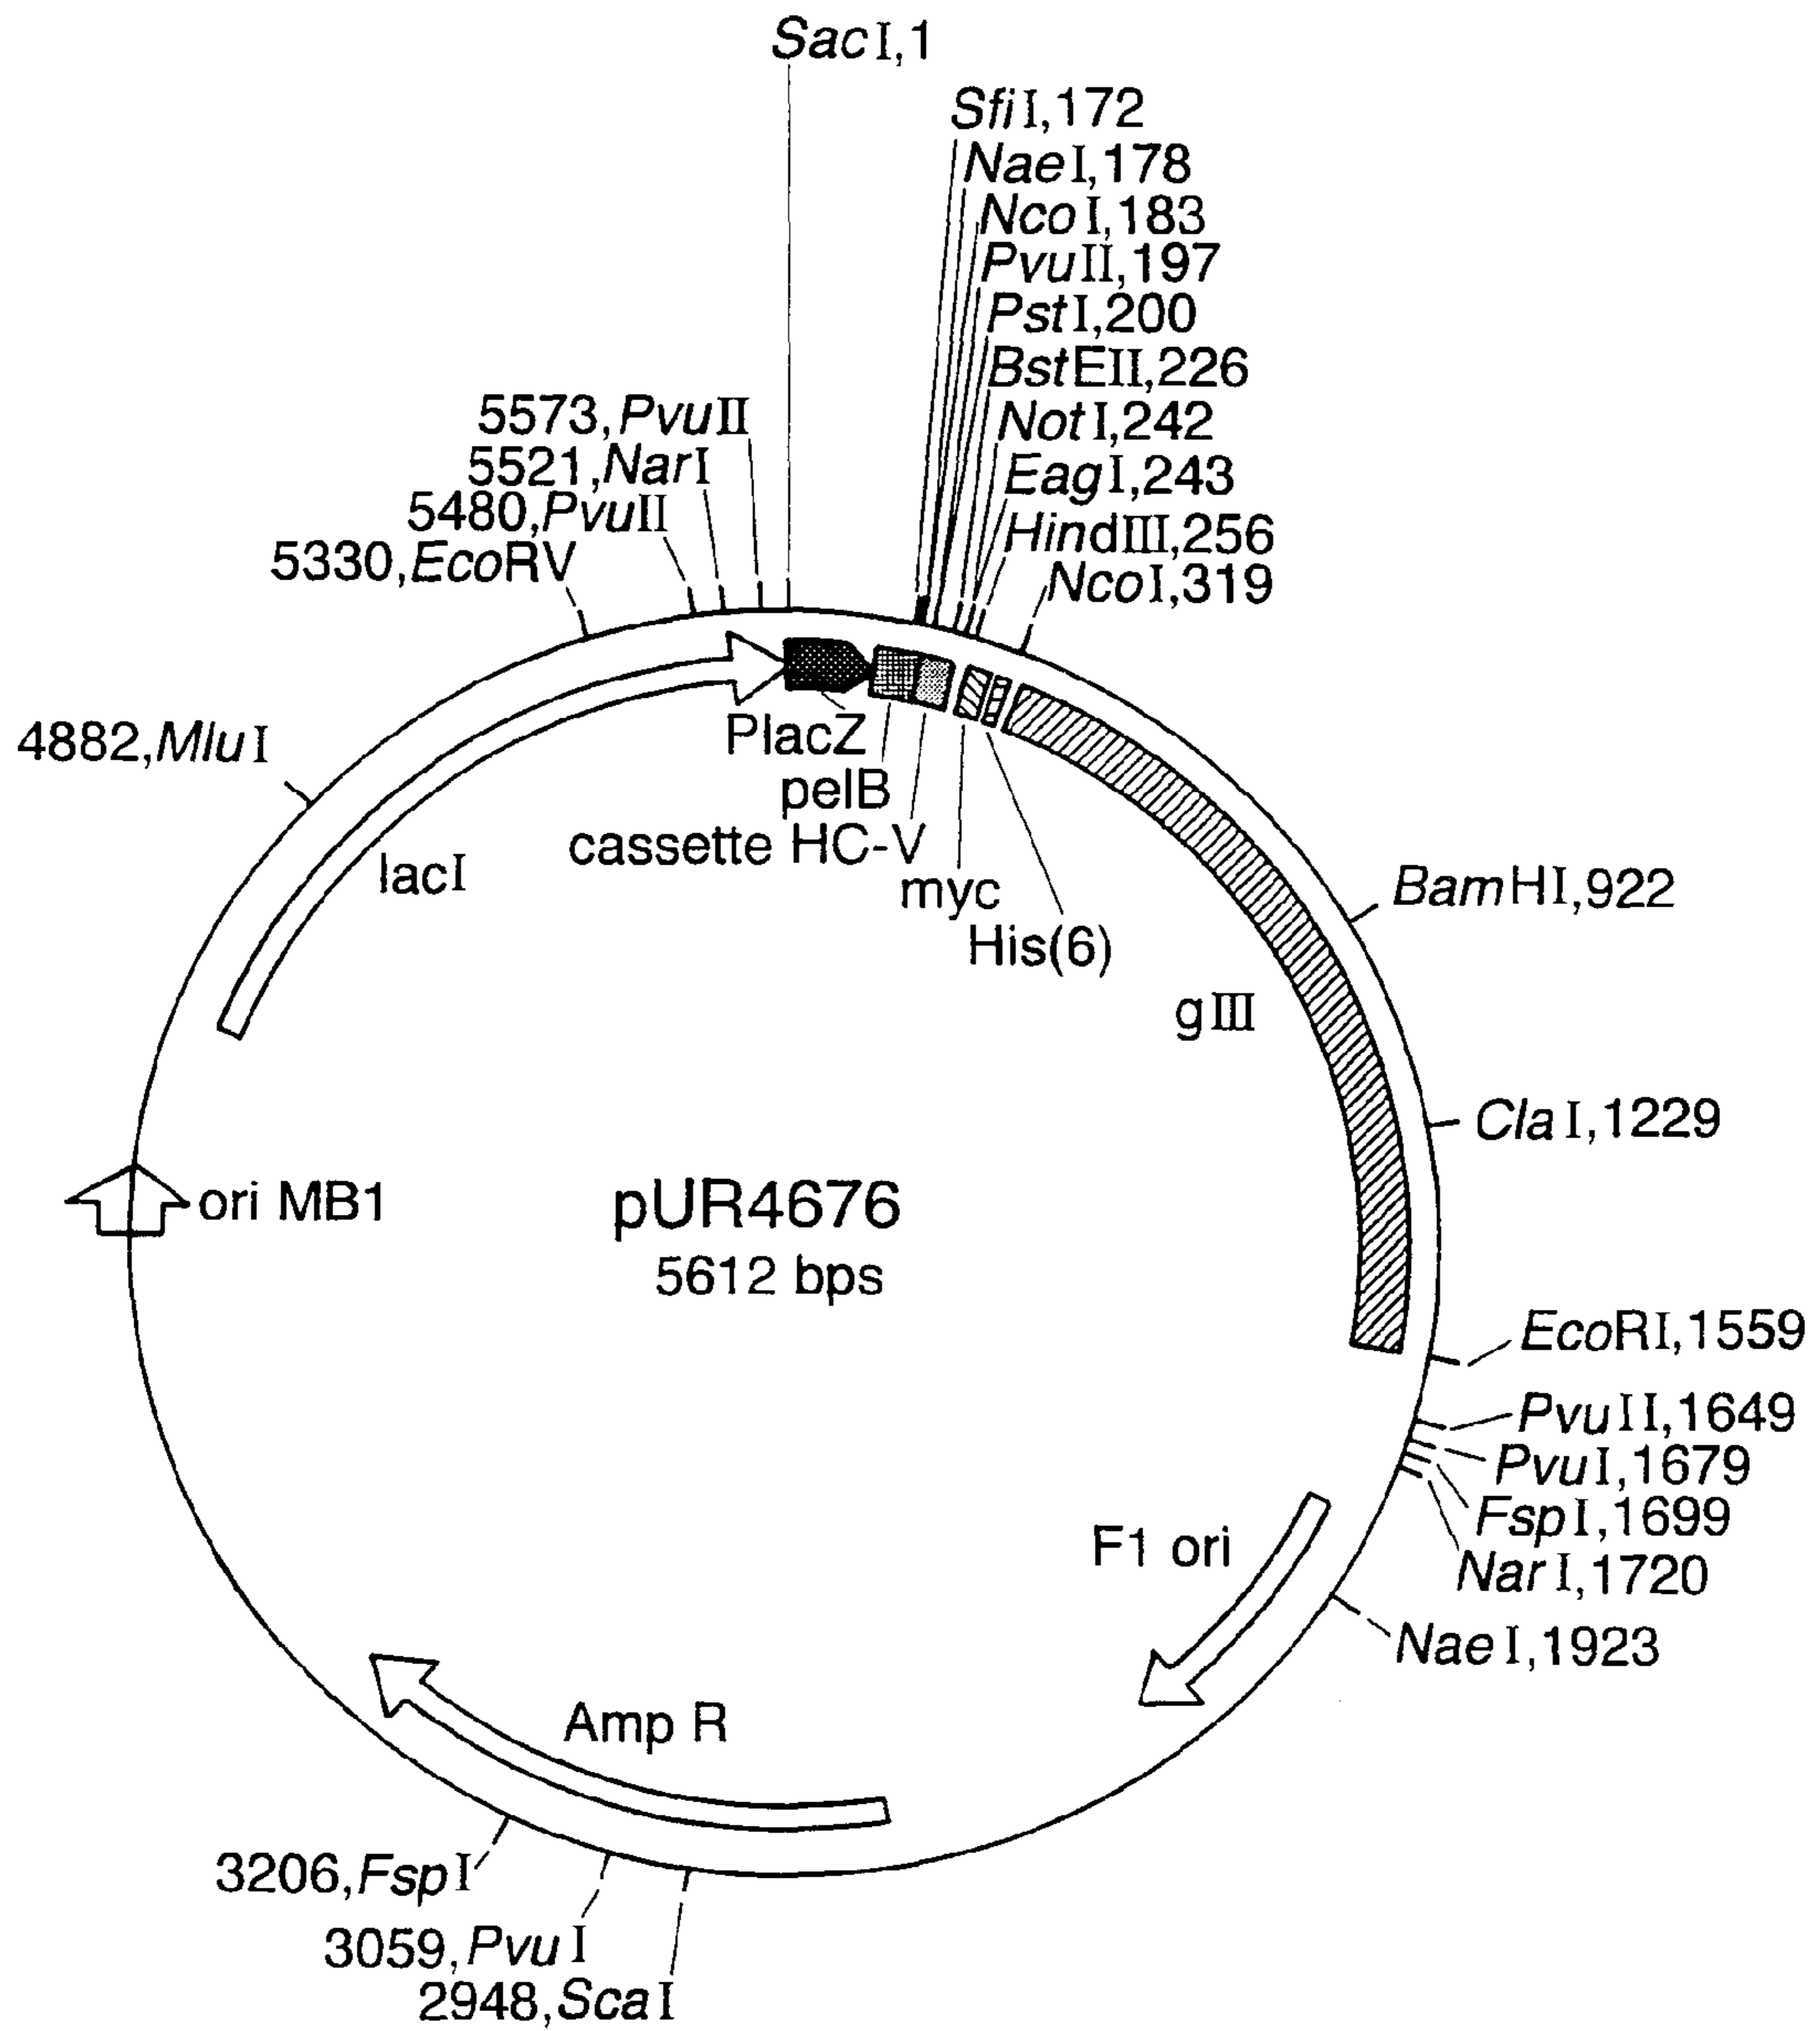 SacI,1
SfiI,172
NaeI,178
NcoI,183
PvuII,197
PstI,200
BstEII,226
NotI,242
EagI,243
HindIII,256
NcoI,319
5573,PvuII
5521,NarI
5480,PvuII
5330,EcoRV
4882,MluI
PlacZ
pelB
cassette HC-V
myc
His(6)
lacI
gIII
BamHI,922
ClaI,1229
ori MB1
pUR4676
5612 bps
EcoRI,1559
PvuII,1649
PvuI,1679
FspI,1699
NarI,1720
NaeI,1923
F1 ori
Amp R
3206,FspI
3059,PvuI
2948,ScaI